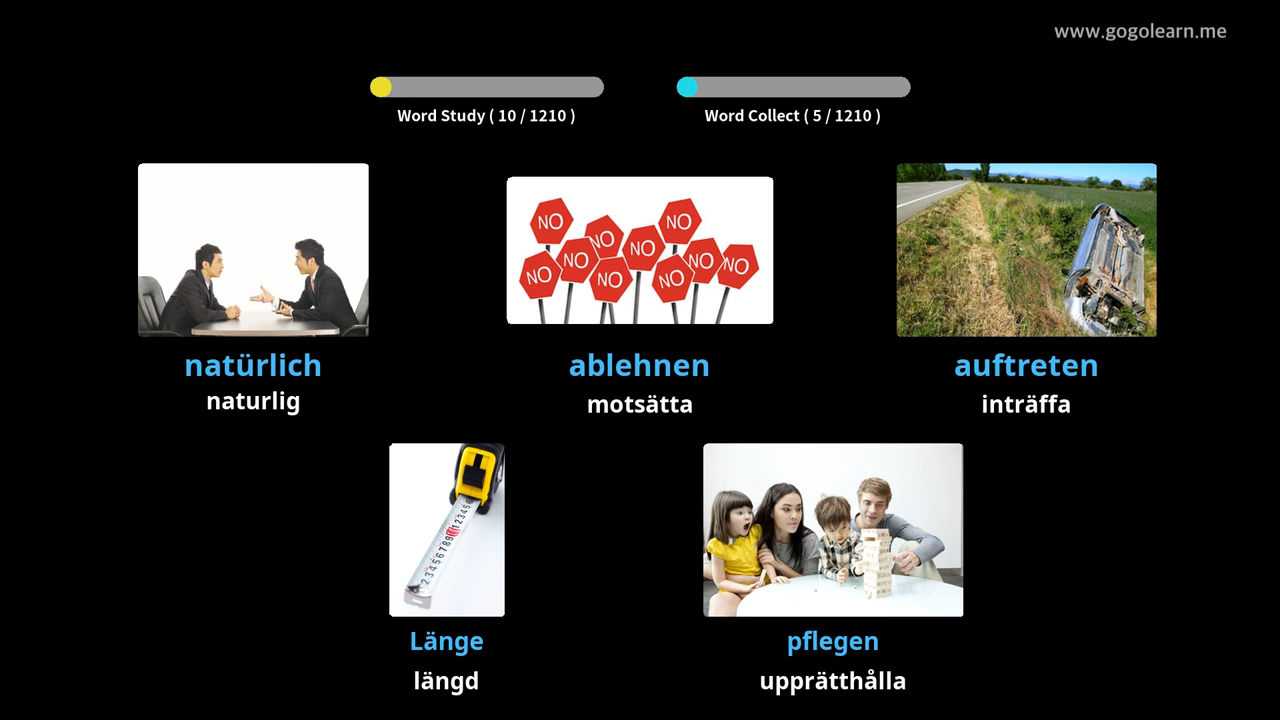 www.gogolearn.me
Word Study ( 10 / 1210 )
Word Collect ( 5 / 1210 )
NO
NO
NO
NO
NO
NO
NO
NO
NO
NO
natürlich
naturlig
ablehnen
motsätta
auftreten
inträffa
Länge
längd
pflegen
upprätthålla